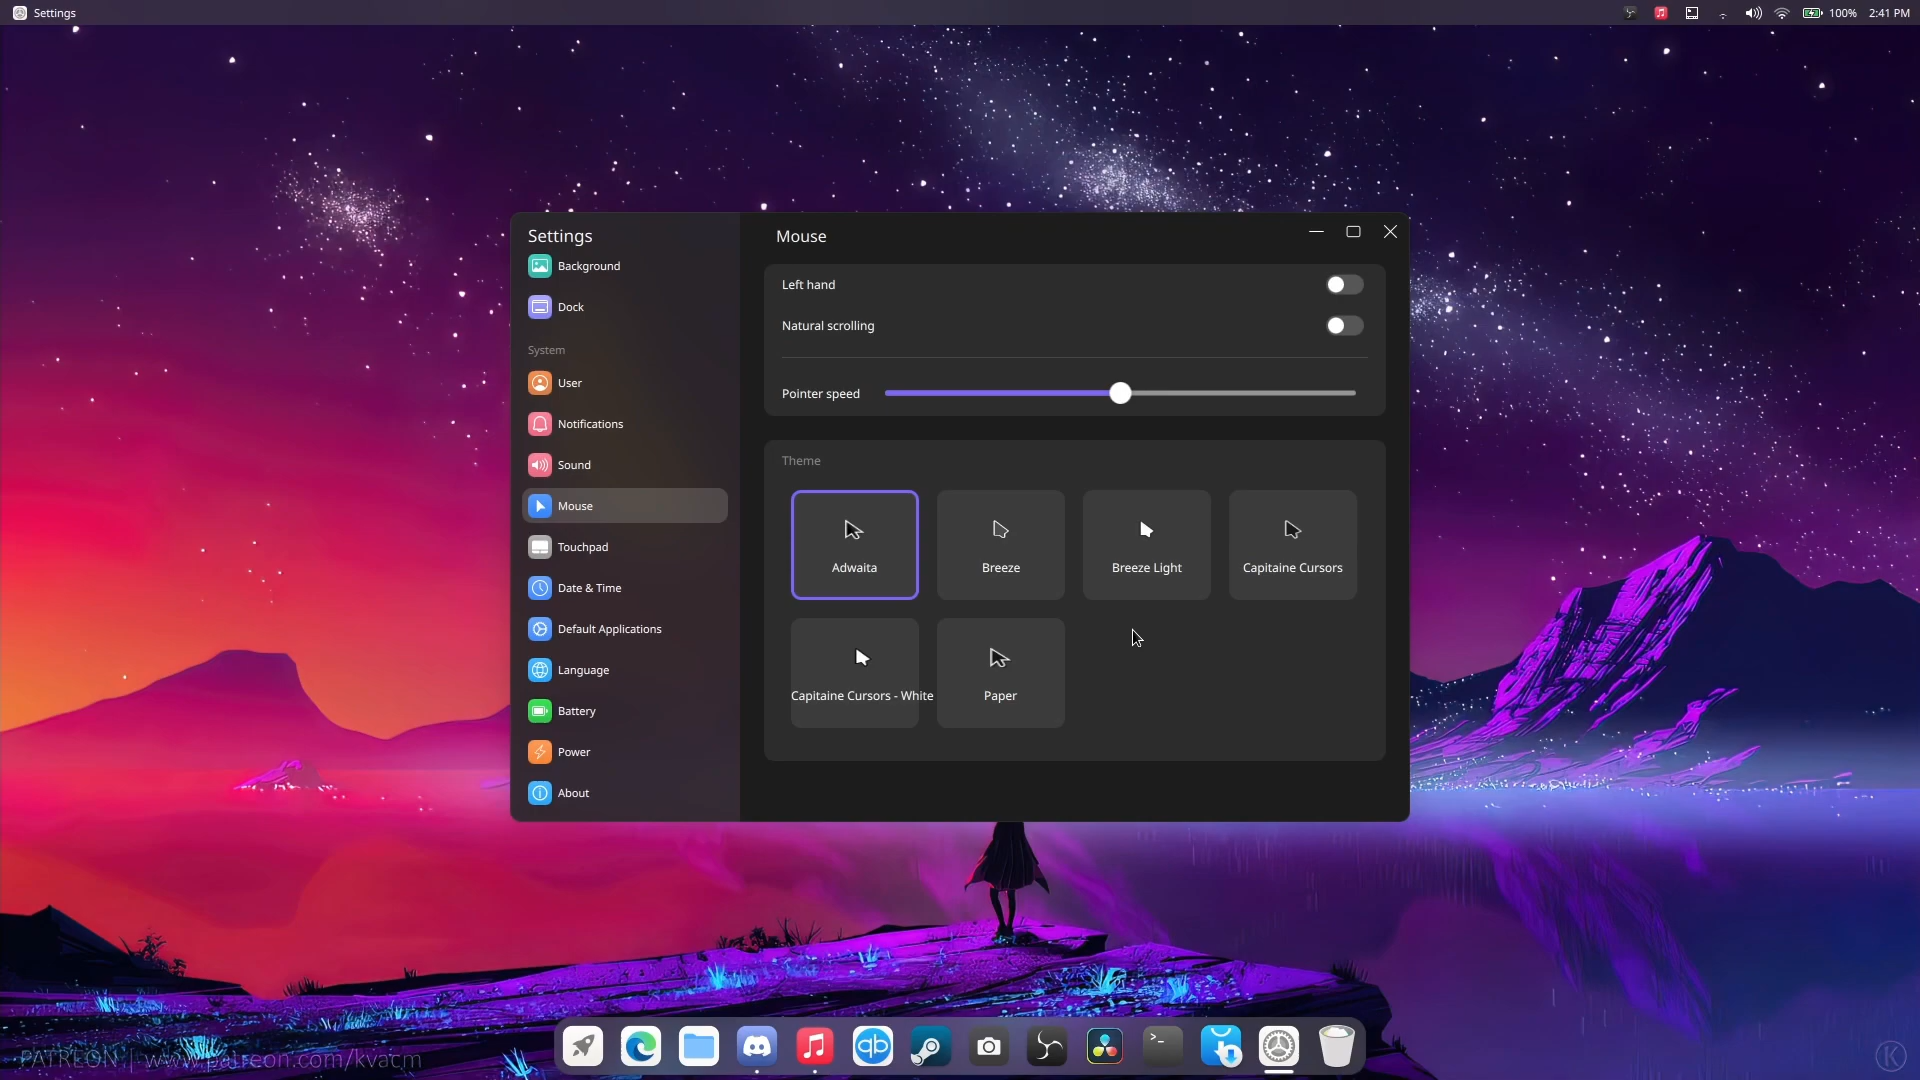 Settings
100%
2:41 PM
Settings
Background
Dock
System
User
Notifications
Sound
Mouse
Touchpad
Date & Time
Default Applications
Language
Battery
Power
About
Mouse
Left hand
Natural scrolling
Pointer speed
Theme
Adwaita
Breeze
Breeze Light
Capitaine Cursors
Capitaine Cursors - White
Paper
PATREON | www.patreon.com/kvacm
qb
>_
K